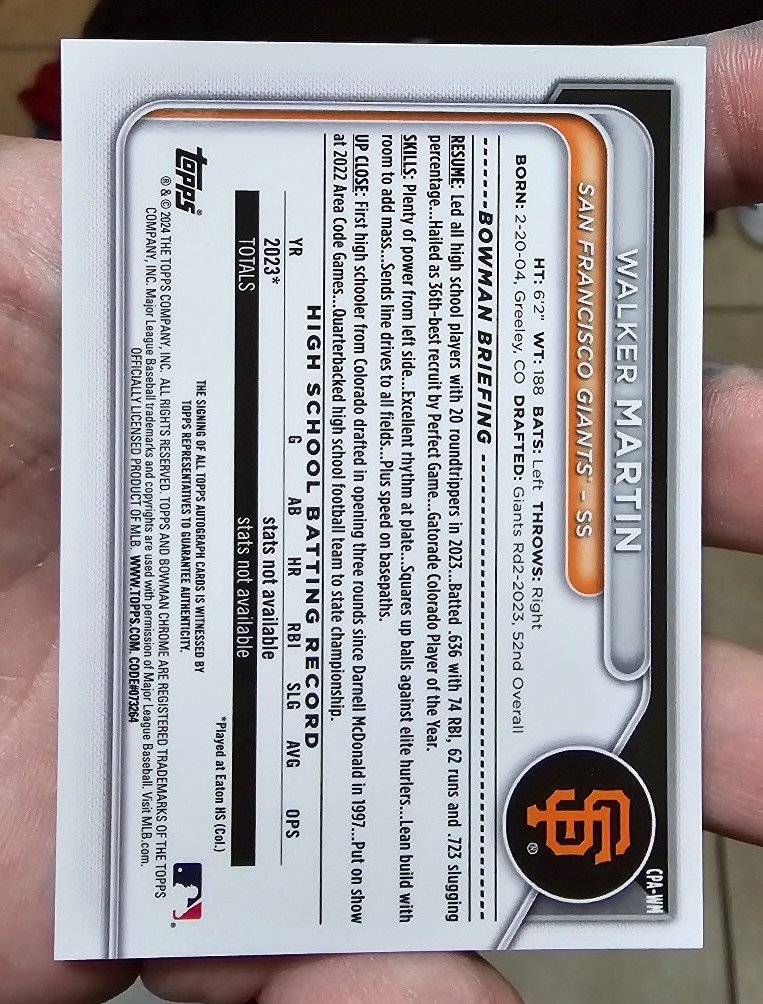 CPA-WM
WALKER MARTIN
SAN FRANCISCO GIANTS® – SS
HT: 6'2" WT: 188 BATS: Left THROWS: Right
BORN: 2-20-04, Greeley, CO DRAFTED: Giants Rd2-2023, 52nd Overall
BOWMAN BRIEFING
RESUME: Led all high school players with 20 roundtrippers in 2023...Batted .636 with 74 RBI, 62 runs and .723 slugging
percentage...Hailed as 36th-best recruit by Perfect Game...Gatorade Colorado Player of the Year.
SKILLS: Plenty of power from left side...Excellent rhythm at plate...Squares up balls against elite hurlers...Lean build with
room to add mass...Sends line drives to all fields...Plus speed on basepaths.
UP CLOSE: First high schooler from Colorado drafted in opening three rounds since Darnell McDonald in 1997...Put on show
at 2022 Area Code Games...Quarterbacked high school football team to state championship.
HIGH SCHOOL BATTING RECORD
YR G AB HR RBI SLG AVG OPS
2023* stats not available
TOTALS stats not available
*Played at Eaton HS (Col.)
THE SIGNING OF ALL TOPPS AUTOGRAPH CARDS IS WITNESSED BY
TOPPS REPRESENTATIVES TO GUARANTEE AUTHENTICITY.
topps®
® & © 2024 THE TOPPS COMPANY, INC. ALL RIGHTS RESERVED. TOPPS AND BOWMAN CHROME ARE REGISTERED TRADEMARKS OF THE TOPPS
COMPANY, INC. Major League Baseball trademarks and copyrights are used with permission of Major League Baseball. Visit MLB.com.
OFFICIALLY LICENSED PRODUCT OF MLB. WWW.TOPPS.COM. CODE#073264